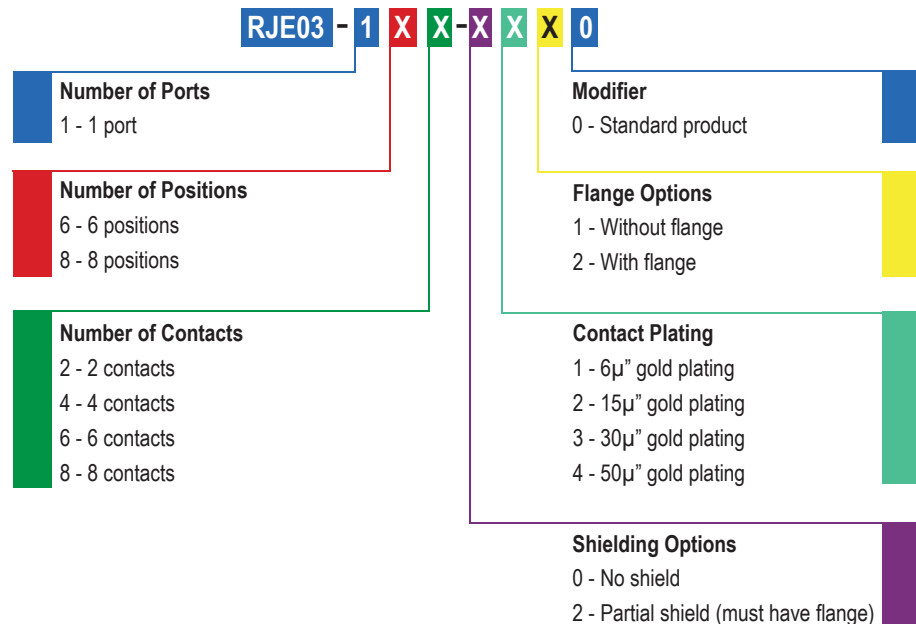 RJE03 - 1 X X - X X X 0
Number of Ports
1 - 1 port
Number of Positions
6 - 6 positions
8 - 8 positions
Number of Contacts
2 - 2 contacts
4 - 4 contacts
6 - 6 contacts
8 - 8 contacts
Modifier
0 - Standard product
Flange Options
1 - Without flange
2 - With flange
Contact Plating
1 - 6µ” gold plating
2 - 15µ” gold plating
3 - 30µ” gold plating
4 - 50µ” gold plating
Shielding Options
0 - No shield
2 - Partial shield (must have flange)